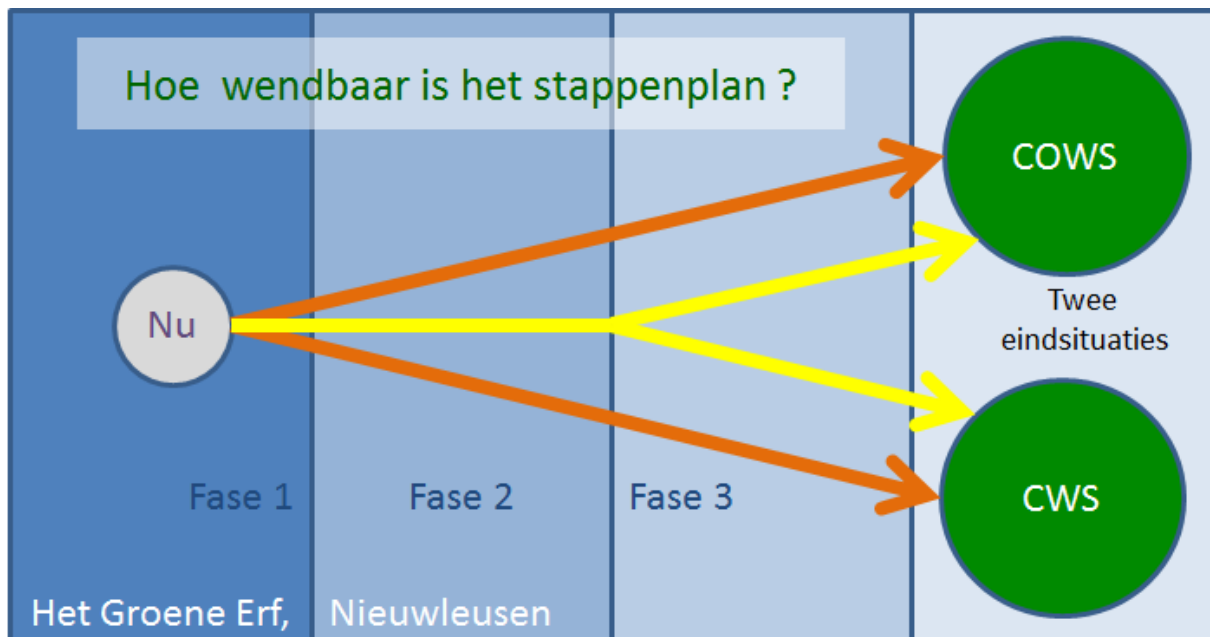 Hoe wendbaar is het stappenplan ?
COWS
Nu
Twee
eindsituaties
CWS
Fase 1
Fase 2
Fase 3
Het Groene Erf, Nieuwleusen